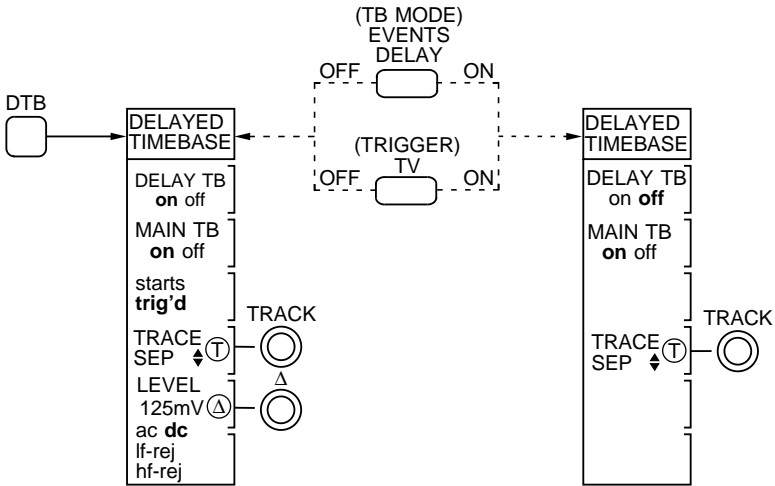 (TB MODE)
EVENTS
DELAY
OFF
ON
DTB
DELAYED
TIMEBASE
(TRIGGER)
TV
OFF
ON
DELAY TB
on off
MAIN TB
on off
starts
trig'd
TRACE
SEP
T
TRACK
LEVEL
125mV
Δ
Δ
ac dc
lf-rej
hf-rej
DELAYED
TIMEBASE
DELAY TB
on off
MAIN TB
on off
TRACE
SEP
T
TRACK